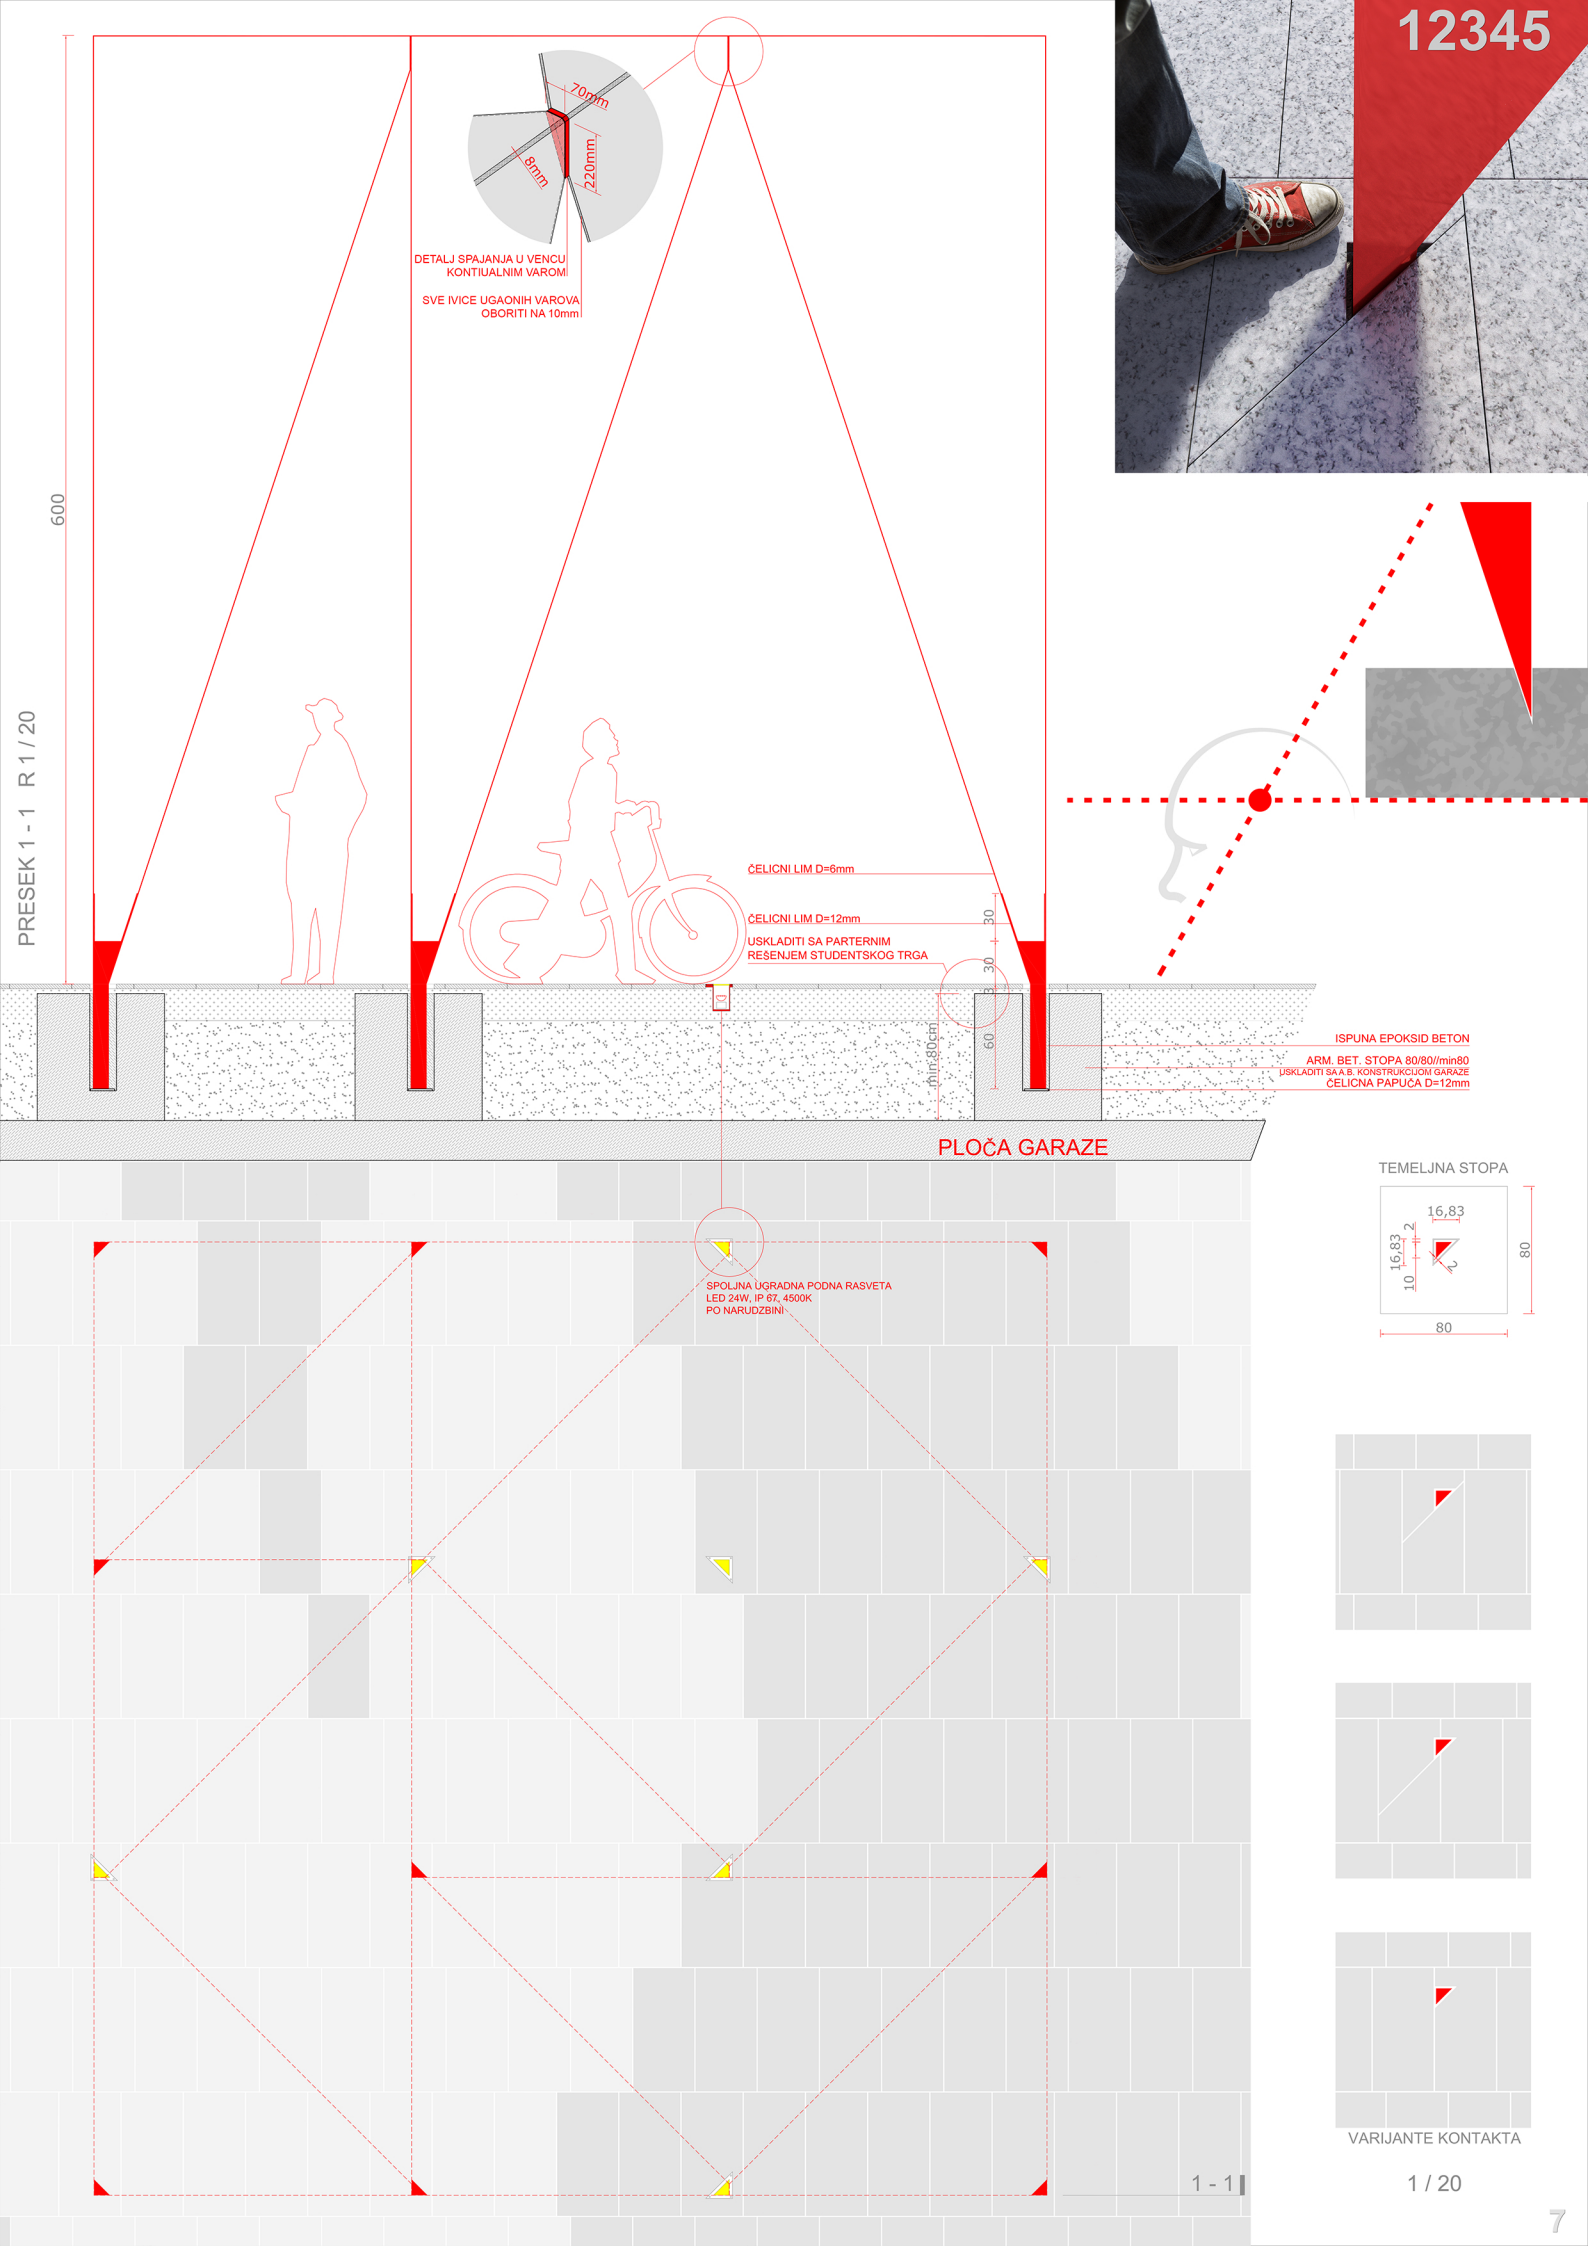 12345
70mm
8mm
220mm
DETALJ SPAJANJA U VENCU
KONTIUALNIM VAROM
SVE IVICE UGAONIH VAROVA
OBORITI NA 10mm
600
PRESEK 1 - 1   R 1 / 20
ČELICNI LIM D=6mm
ČELICNI LIM D=12mm
USKLADITI SA PARTERNIM
REŠENJEM STUDENTSKOG TRGA
30
30
3
60
min 80cm
ISPUNA EPOKSID BETON
ARM. BET. STOPA 80/80//min80
USKLADITI SA A.B. KONSTRUKCIJOM GARAZE
ČELICNA PAPUČA D=12mm
PLOČA GARAZE
TEMELJNA STOPA
16,83
2
16,83
10
2
80
80
SPOLJNA UGRADNA PODNA RASVETA
LED 24W, IP 67, 4500K
PO NARUDZBINI
VARIJANTE KONTAKTA
1 - 1
1 / 20
7